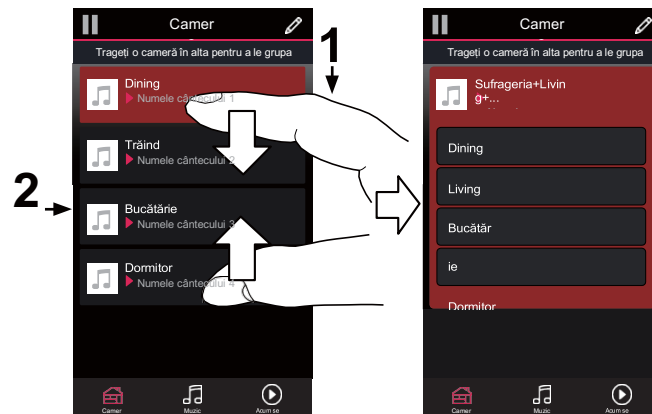 Camer
Trageți o cameră în alta pentru a le grupa
Dining
Numele cântecului 1
Trăind
Numele cântecului 2
Bucătărie
Numele cântecului 3
Dormitor
Numele cântecului 4
Camer
Muzic
Acum se
1
2
Camer
Trageți o cameră în alta pentru a le grupa
Sufrageria+Livin
g+...
Dining
Living
Bucătăr
ie
Dormitor
Camer
Muzic
Acum se